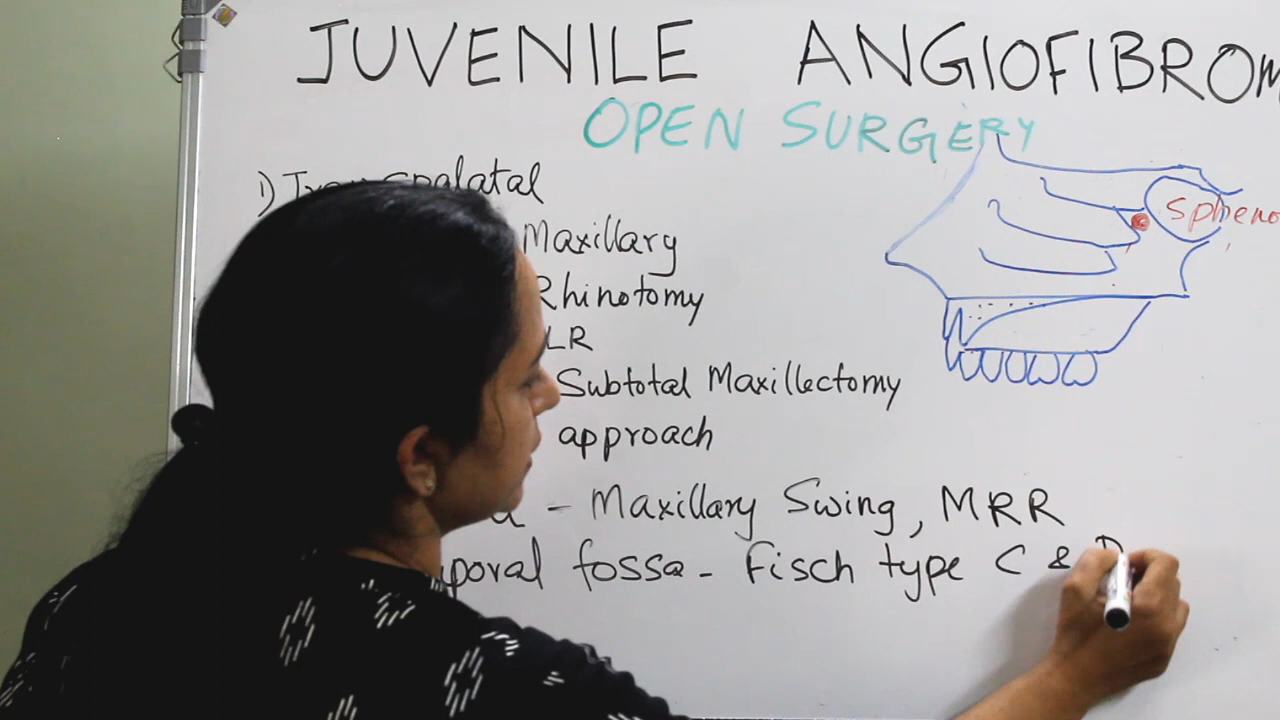 JUVENILE ANGIOFIBROM
OPEN SURGERY
1) Transpalatal
Maxillary
Rhinotomy
LR
Subtotal Maxillectomy
approach
- Maxillary Swing, MRR
poral fossa - Fisch type C & D
Spheno